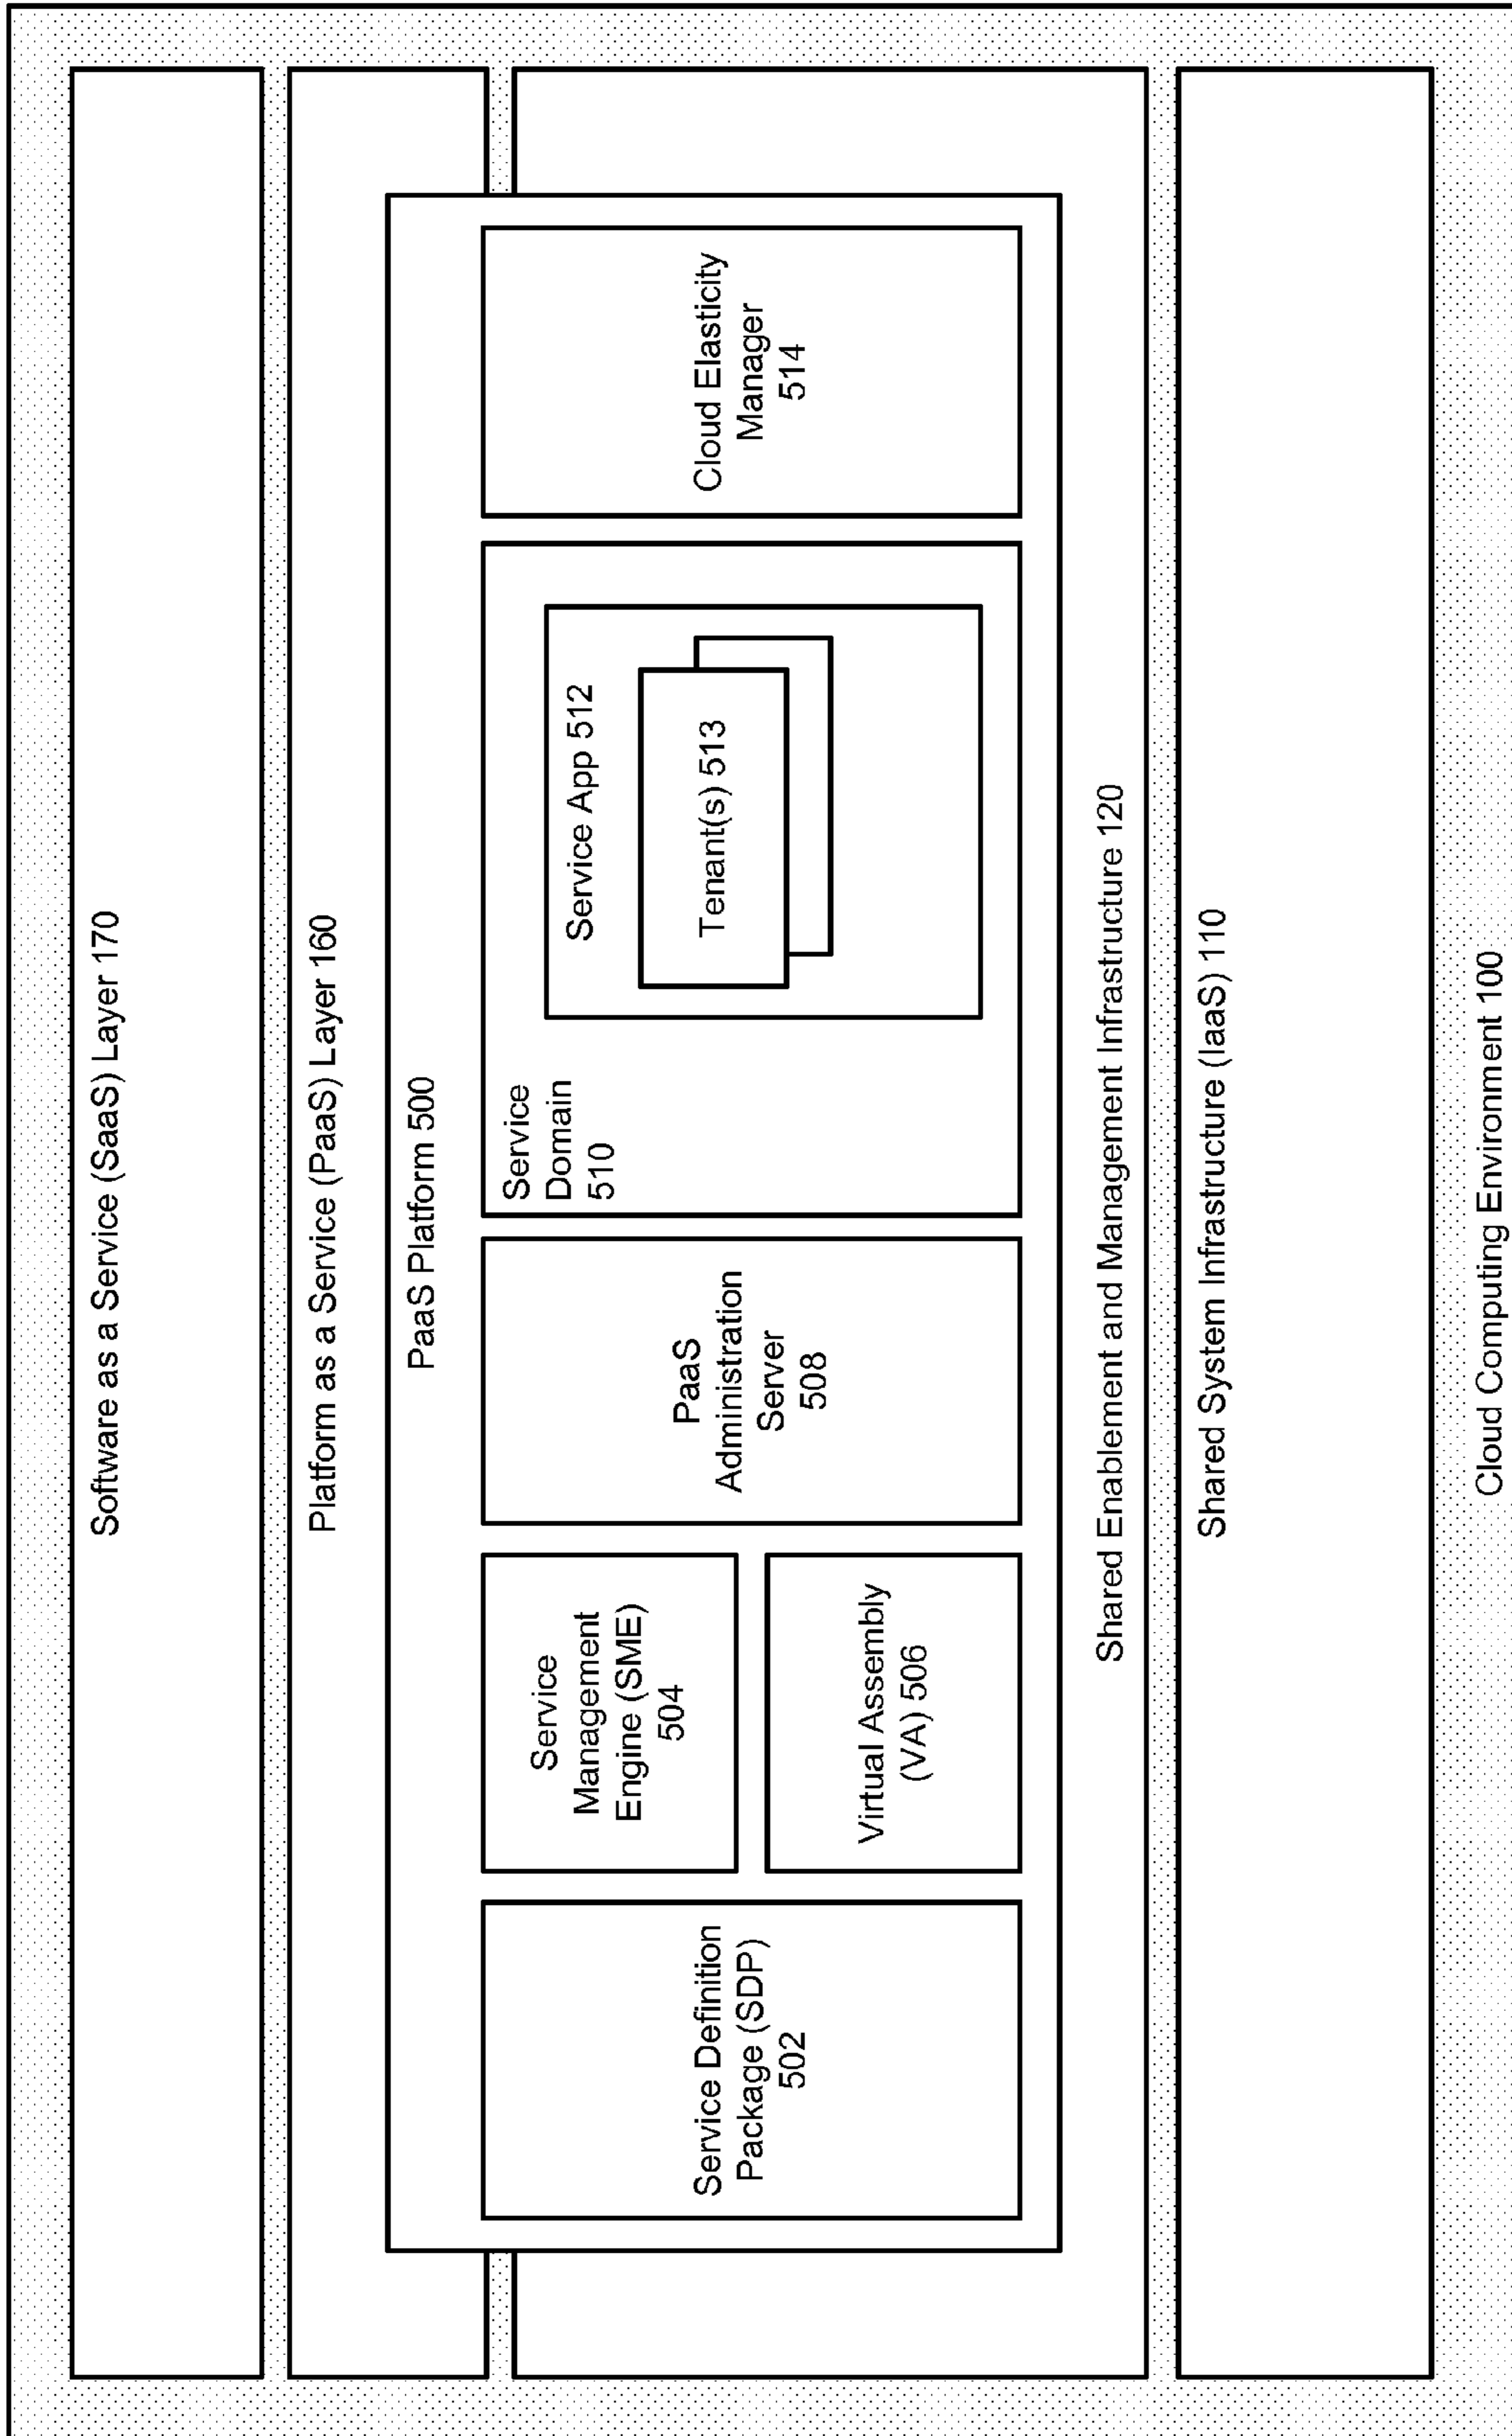 Software as a Service (SaaS) Layer 170
Platform as a Service (PaaS) Layer 160
PaaS Platform 500
Service Definition
Package (SDP)
502
Service
Management
Engine (SME)
504
Virtual Assembly
(VA) 506
PaaS
Administration
Server
508
Service
Domain
510
Service App 512
Tenant(s) 513
Cloud Elasticity
Manager
514
Shared Enablement and Management Infrastructure 120
Shared System Infrastructure (IaaS) 110
Cloud Computing Environment 100